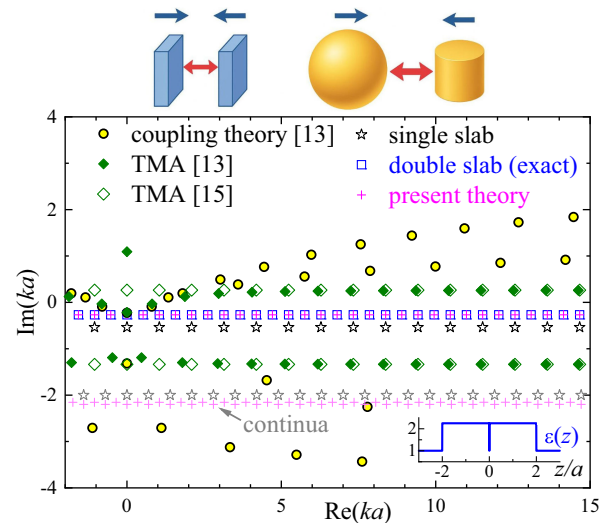 4
2
0
-2
-4
Im(ka)
coupling theory [13]
TMA [13]
TMA [15]
single slab
double slab (exact)
present theory
continua
2
1
ε(z)
-2 0 2 z/a
0 5 10 15
Re(ka)